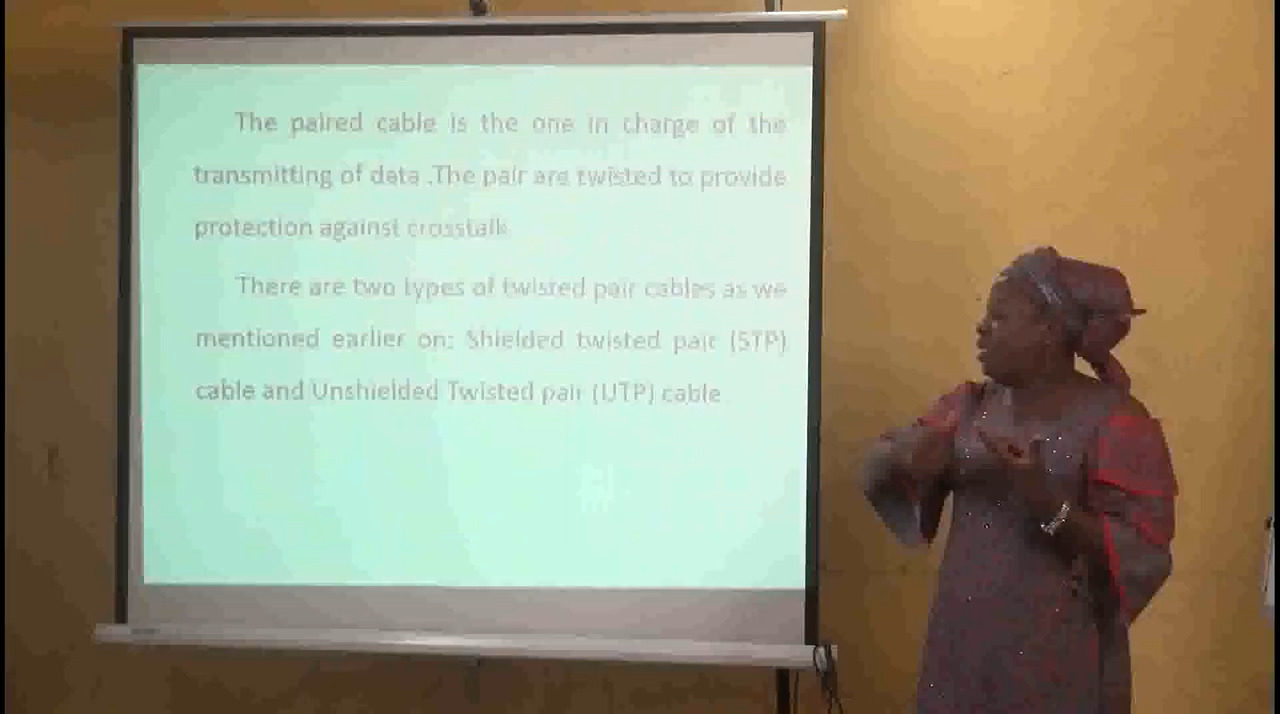 The paired cable is the one in charge of the
transmitting of data .The pair are twisted to provide
protection against crosstalk.
There are two types of twisted pair cables as we
mentioned earlier on; Shielded twisted pair (STP)
cable and Unshielded Twisted pair (UTP) cable